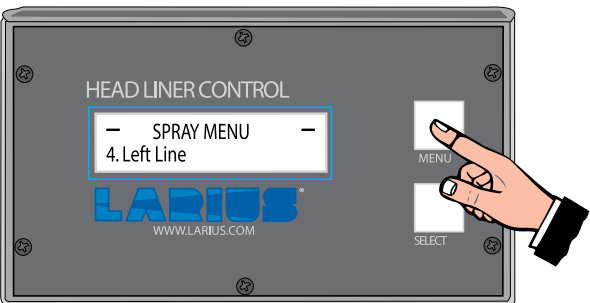 HEAD LINER CONTROL
– SPRAY MENU –
4. Left Line
LARIUS®
WWW.LARIUS.COM
MENU
SELECT